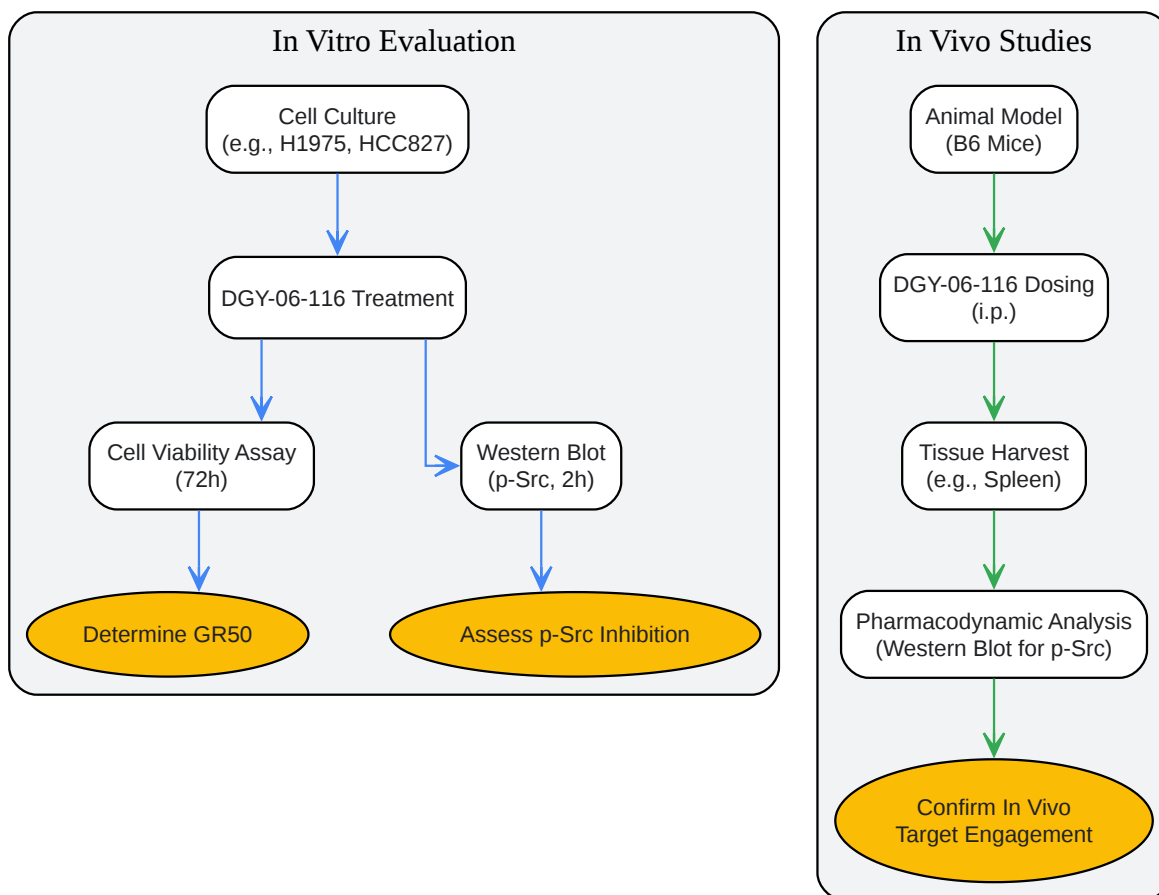 In Vitro Evaluation
Cell Culture
(e.g., H1975, HCC827)
DGY-06-116 Treatment
Cell Viability Assay
(72h)
Western Blot
(p-Src, 2h)
Determine GR50
Assess p-Src Inhibition
In Vivo Studies
Animal Model
(B6 Mice)
DGY-06-116 Dosing
(i.p.)
Tissue Harvest
(e.g., Spleen)
Pharmacodynamic Analysis
(Western Blot for p-Src)
Confirm In Vivo
Target Engagement